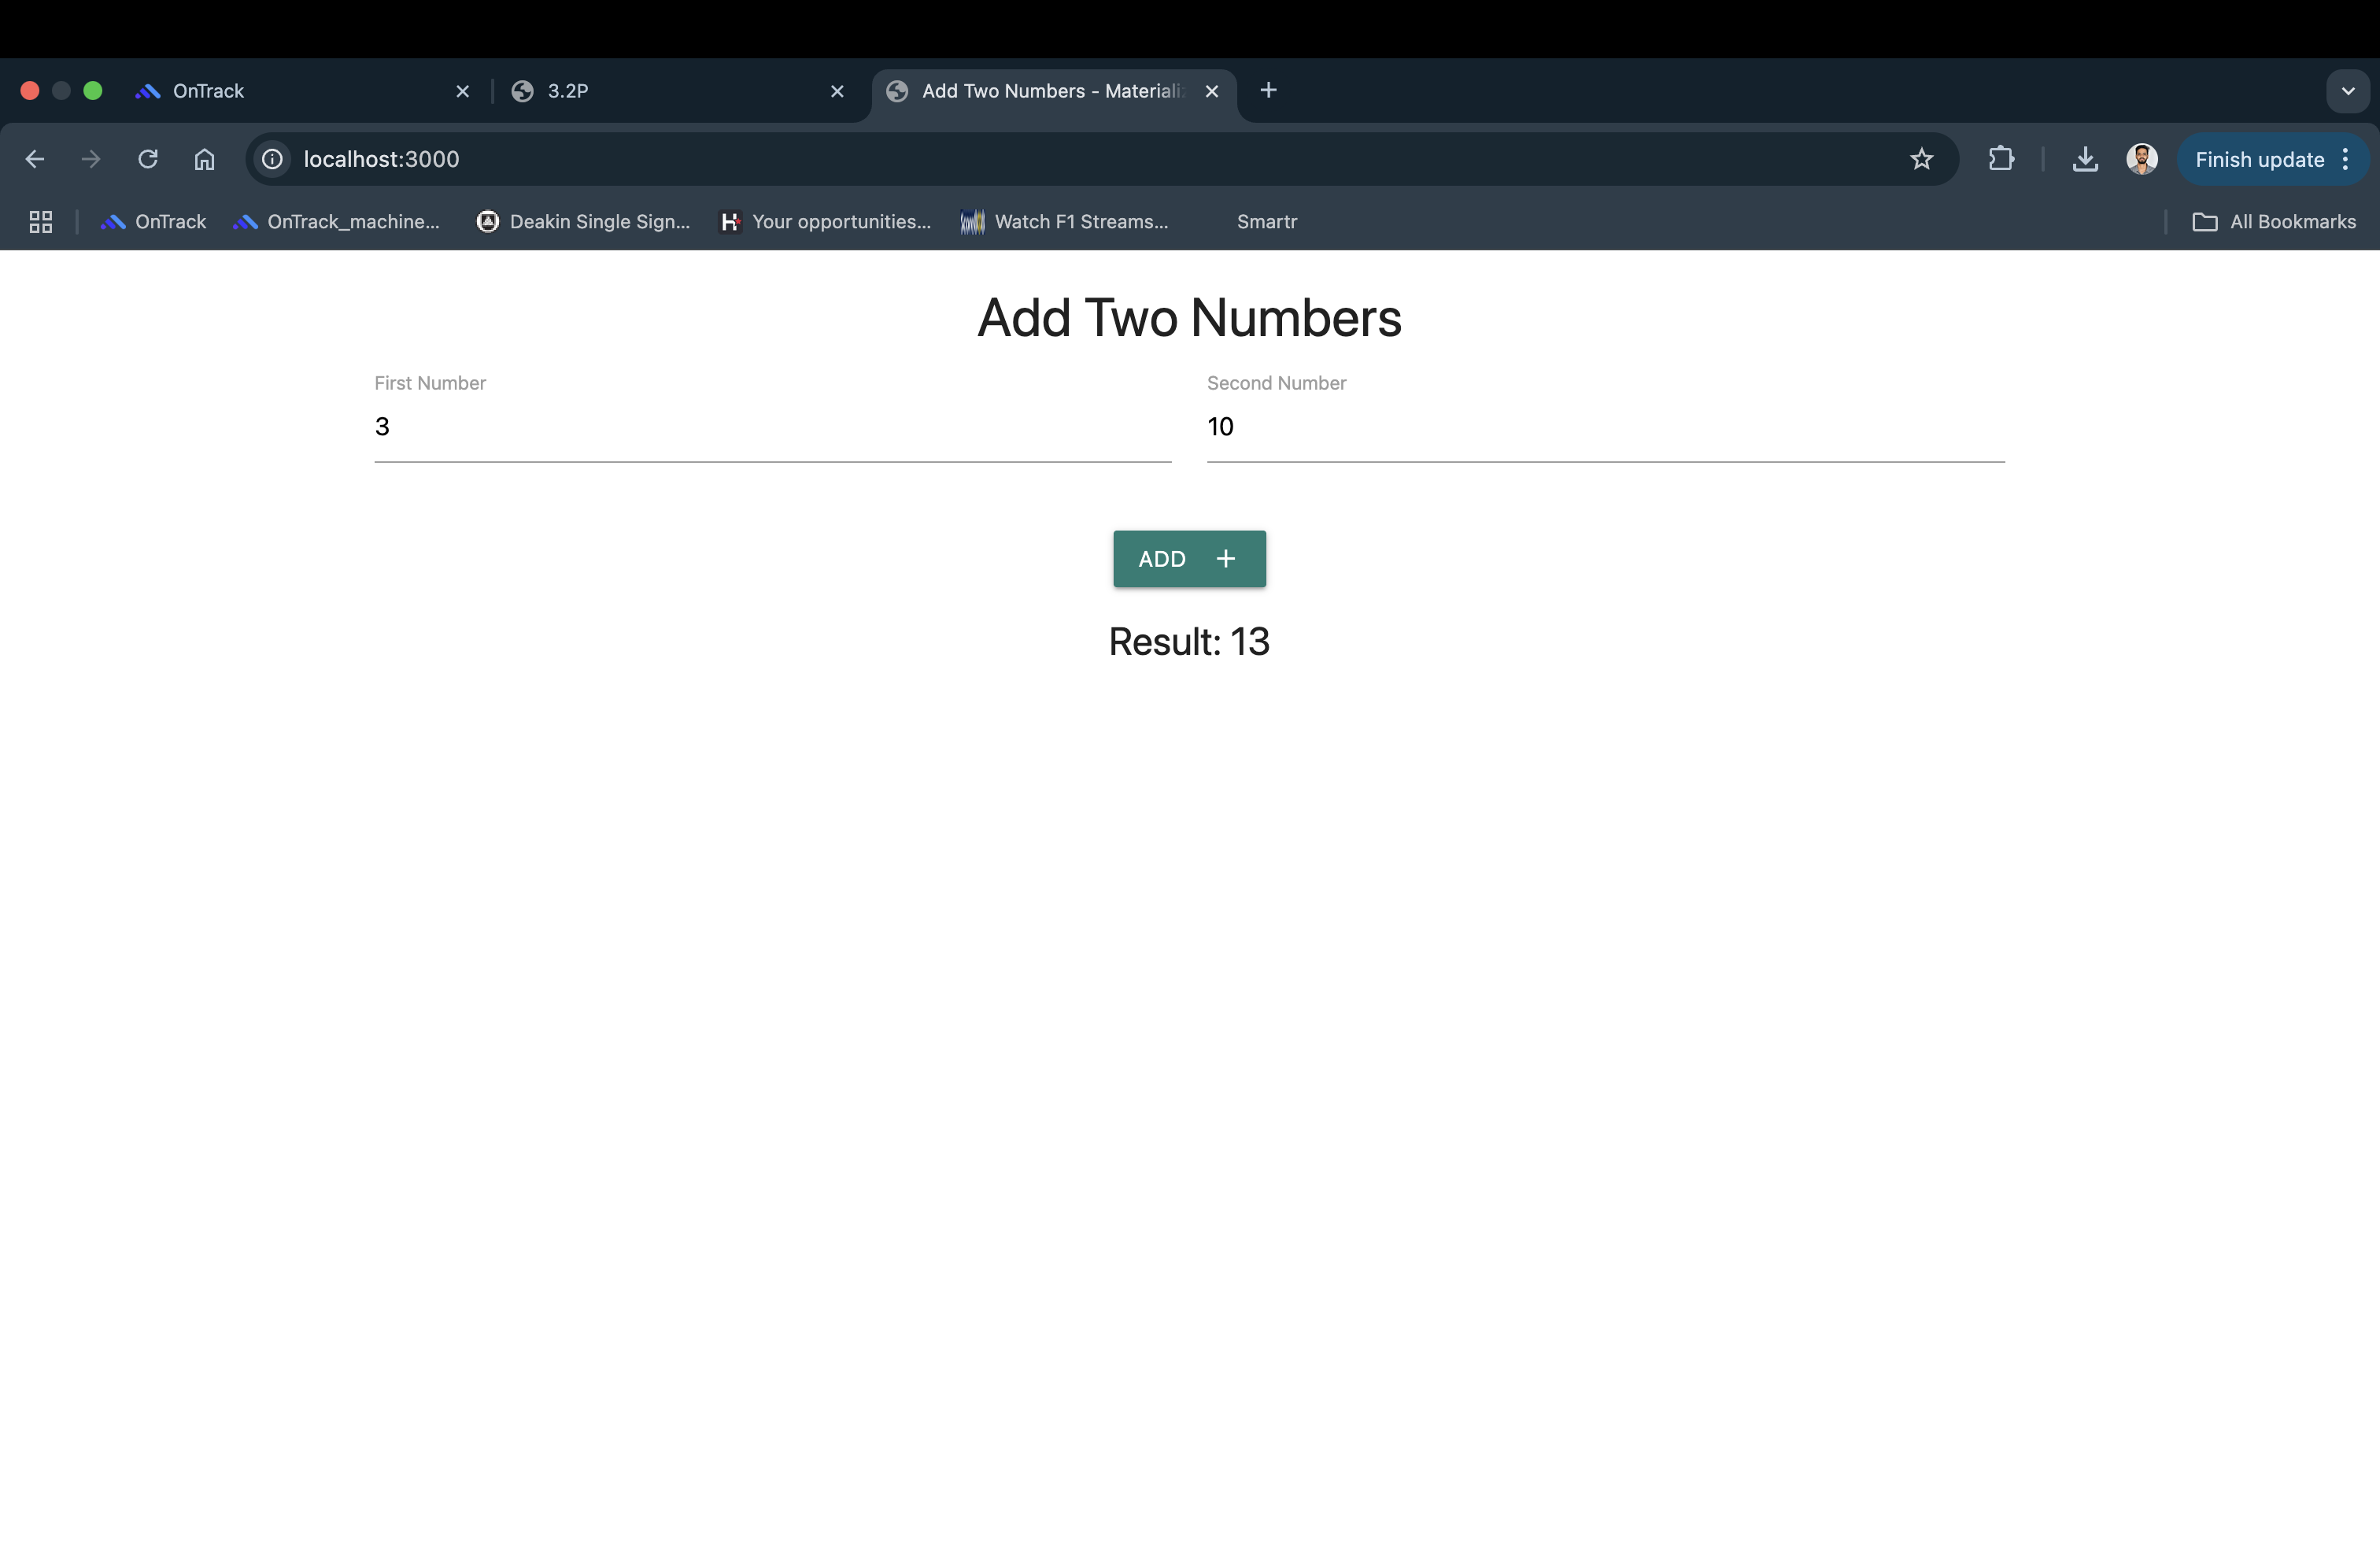 OnTrack
3.2P
Add Two Numbers - Materiali
localhost:3000
Finish update
OnTrack
OnTrack_machine...
Deakin Single Sign...
H
Your opportunities...
Watch F1 Streams...
Smartr
All Bookmarks
Add Two Numbers
First Number
Second Number
3
10
ADD +
Result: 13